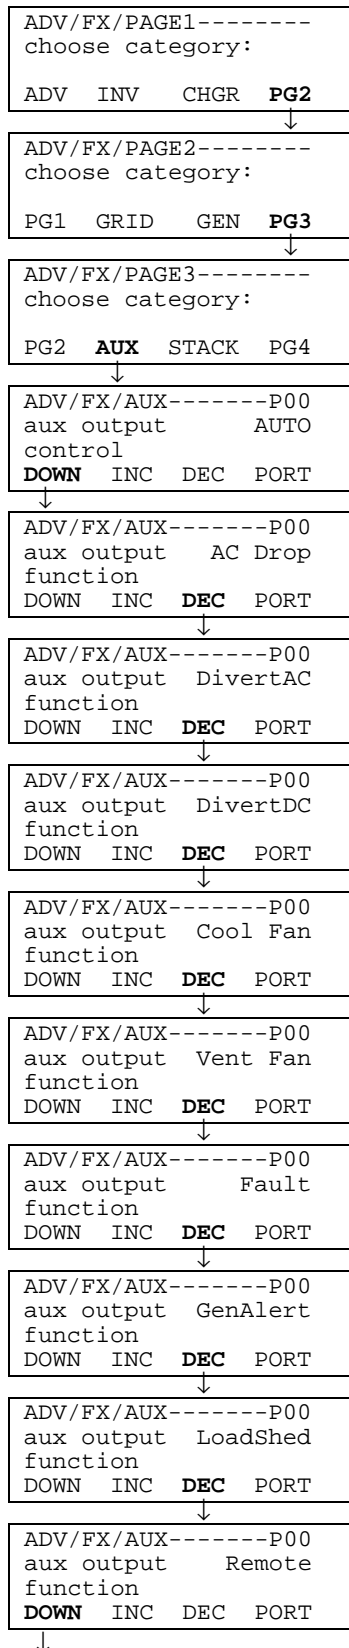 ADV/FX/PAGE1--------
choose category:
ADV INV CHGR PG2
↓
ADV/FX/PAGE2--------
choose category:
PG1 GRID GEN PG3
↓
ADV/FX/PAGE3--------
choose category:
PG2 AUX STACK PG4
↓
ADV/FX/AUX-------P00
aux output AUTO
control
DOWN INC DEC PORT
↓
ADV/FX/AUX-------P00
aux output AC Drop
function
DOWN INC DEC PORT
↓
ADV/FX/AUX-------P00
aux output DivertAC
function
DOWN INC DEC PORT
↓
ADV/FX/AUX-------P00
aux output DivertDC
function
DOWN INC DEC PORT
↓
ADV/FX/AUX-------P00
aux output Cool Fan
function
DOWN INC DEC PORT
↓
ADV/FX/AUX-------P00
aux output Vent Fan
function
DOWN INC DEC PORT
↓
ADV/FX/AUX-------P00
aux output Fault
function
DOWN INC DEC PORT
↓
ADV/FX/AUX-------P00
aux output GenAlert
function
DOWN INC DEC PORT
↓
ADV/FX/AUX-------P00
aux output LoadShed
function
DOWN INC DEC PORT
↓
ADV/FX/AUX-------P00
aux output Remote
function
DOWN INC DEC PORT
↓